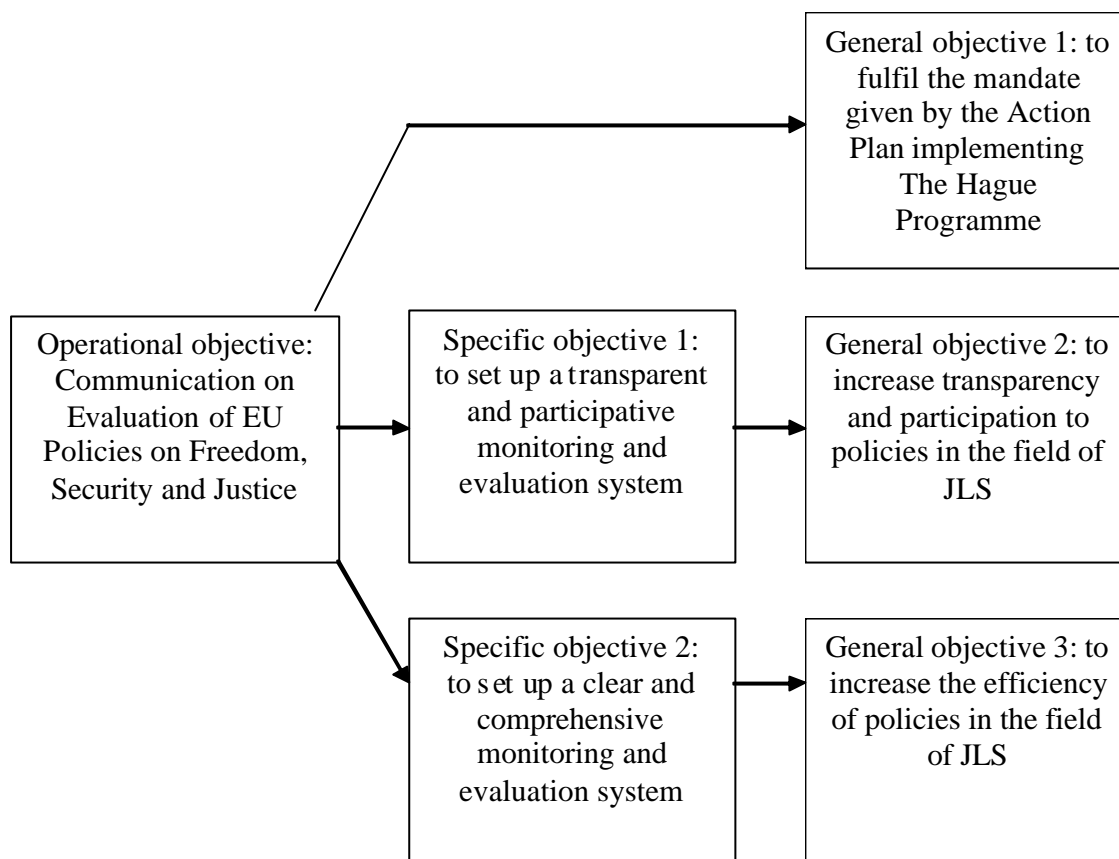 General objective 1: to
fulfil the mandate
given by the Action
Plan implementing
The Hague
Programme
Operational objective:
Communication on
Evaluation of EU
Policies on Freedom,
Security and Justice
Specific objective 1:
to set up a transparent
and participative
monitoring and
evaluation system
General objective 2: to
increase transparency
and participation to
policies in the field of
JLS
Specific objective 2:
to set up a clear and
comprehensive
monitoring and
evaluation system
General objective 3: to
increase the efficiency
of policies in the field
of JLS